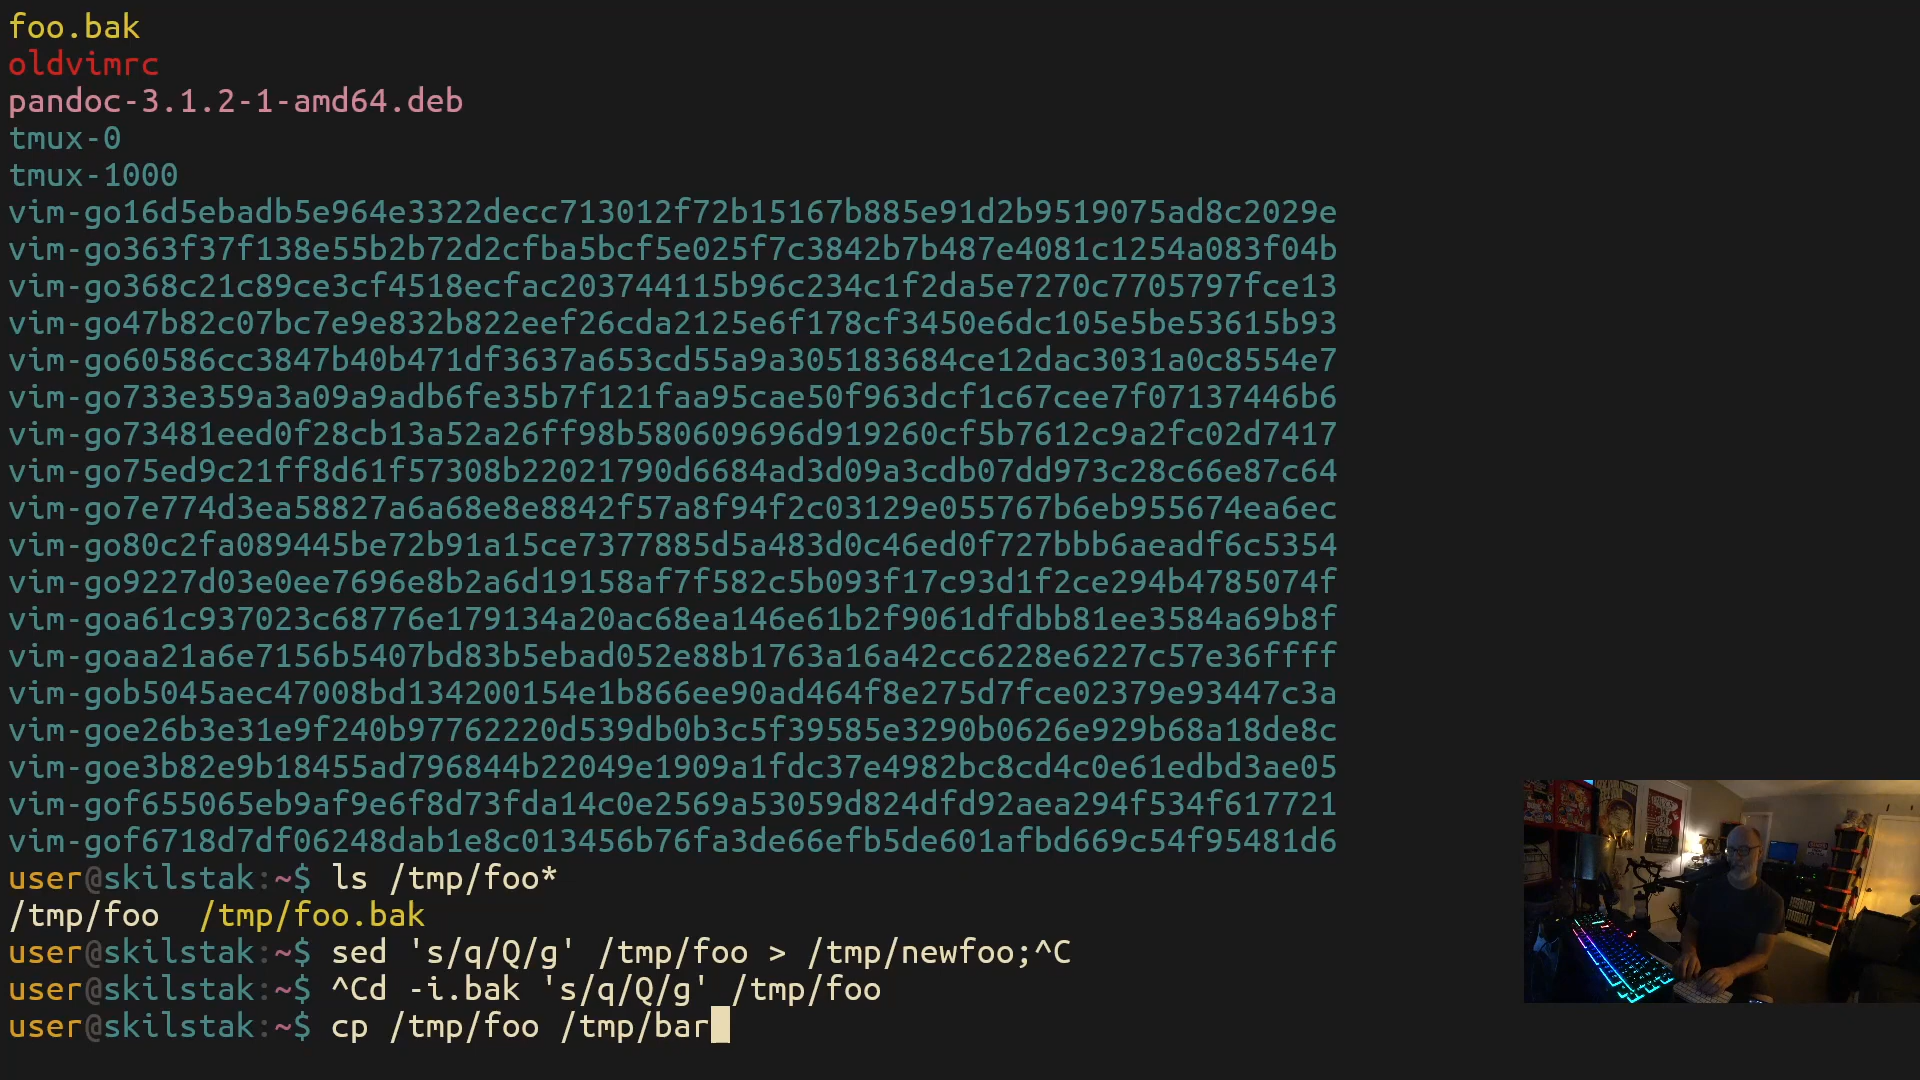 foo.bak
oldvimrc
pandoc-3.1.2-1-amd64.deb
tmux-0
tmux-1000
vim-go16d5ebadb5e964e3322decc713012f72b15167b885e91d2b9519075ad8c2029e
vim-go363f37f138e55b2b72d2cfba5bcf5e025f7c3842b7b487e4081c1254a083f04b
vim-go368c21c89ce3cf4518ecfac203744115b96c234c1f2da5e7270c7705797fce13
vim-go47b82c07bc7e9e832b822eef26cda2125e6f178cf3450e6dc105e5be53615b93
vim-go60586cc3847b40b471df3637a653cd55a9a305183684ce12dac3031a0c8554e7
vim-go733e359a3a09a9adb6fe35b7f121faa95cae50f963dcf1c67cee7f07137446b6
vim-go73481eed0f28cb13a52a26ff98b580609696d919260cf5b7612c9a2fc02d7417
vim-go75ed9c21ff8d61f57308b22021790d6684ad3d09a3cdb07dd973c28c66e87c64
vim-go7e774d3ea58827a6a68e8e8842f57a8f94f2c03129e055767b6eb955674ea6ec
vim-go80c2fa089445be72b91a15ce7377885d5a483d0c46ed0f727bbb6aeadf6c5354
vim-go9227d03e0ee7696e8b2a6d19158af7f582c5b093f17c93d1f2ce294b4785074f
vim-goa61c937023c68776e179134a20ac68ea146e61b2f9061dfdbb81ee3584a69b8f
vim-goaa21a6e7156b5407bd83b5ebad052e88b1763a16a42cc6228e6227c57e36ffff
vim-gob5045aec47008bd134200154e1b866ee90ad464f8e275d7fce02379e93447c3a
vim-goe26b3e31e9f240b97762220d539db0b3c5f39585e3290b0626e929b68a18de8c
vim-goe3b82e9b18455ad796844b22049e1909a1fdc37e4982bc8cd4c0e61edbd3ae05
vim-gof655065eb9af9e6f8d73fda14c0e2569a53059d824dfd92aea294f534f617721
vim-gof6718d7df06248dab1e8c013456b76fa3de66efb5de601afbd669c54f95481d6
user@skilstak:~$ ls /tmp/foo*
/tmp/foo  /tmp/foo.bak
user@skilstak:~$ sed 's/q/Q/g' /tmp/foo > /tmp/newfoo;^C
user@skilstak:~$ ^Cd -i.bak 's/q/Q/g' /tmp/foo
user@skilstak:~$ cp /tmp/foo /tmp/bar